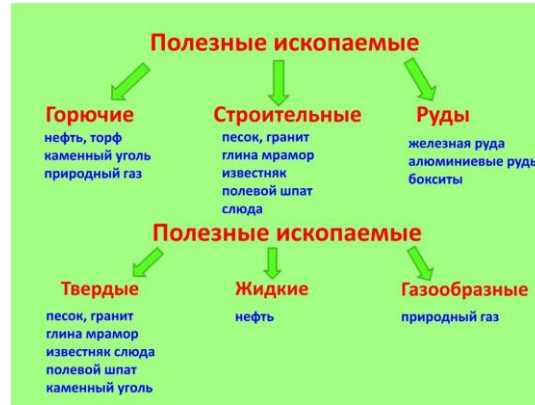 Полезные ископаемые
Горючие
нефть, торф
каменный уголь
природный газ
Строительные
песок, гранит
глина мрамор
известняк
полевой шпат
слюда
Руды
железная руда
алюминиевые руды
бокситы
Полезные ископаемые
Твердые
песок, гранит
глина мрамор
известняк слюда
полевой шпат
каменный уголь
Жидкие
нефть
Газообразные
природный газ